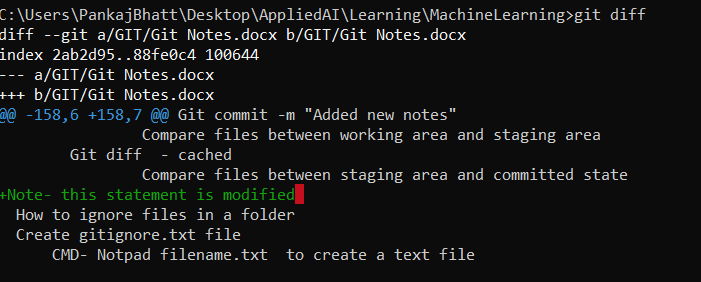 C:\Users\PankajBhatt\Desktop\AppliedAI\Learning\MachineLearning>git diff
diff --git a/GIT/Git Notes.docx b/GIT/Git Notes.docx
index 2ab2d95..88fe0c4 100644
--- a/GIT/Git Notes.docx
+++ b/GIT/Git Notes.docx
@@ -158,6 +158,7 @@ Git commit -m "Added new notes"
Compare files between working area and staging area
Git diff  - cached
Compare files between staging area and committed state
+Note- this statement is modified
How to ignore files in a folder
Create gitignore.txt file
CMD- Notpad filename.txt  to create a text file